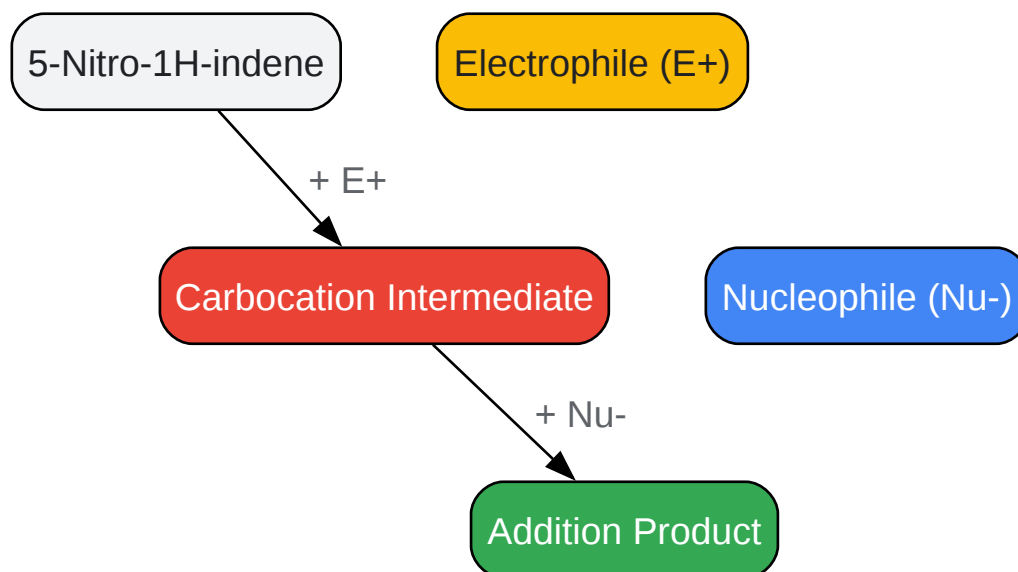 5-Nitro-1H-indene
Electrophile (E+)
+ E+
Carbocation Intermediate
Nucleophile (Nu-)
+ Nu-
Addition Product